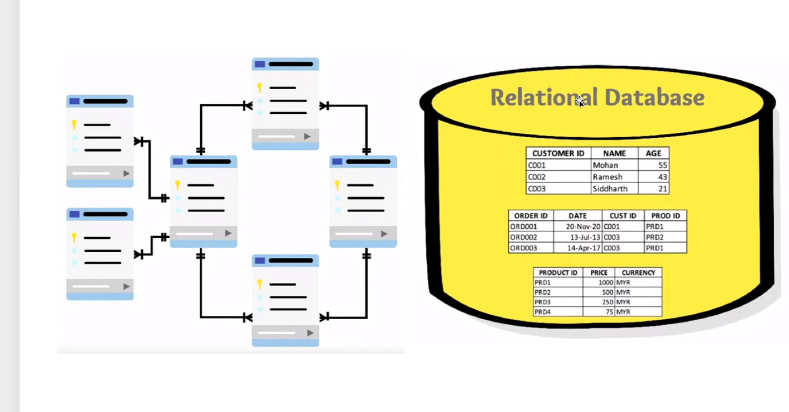 Relational Database
CUSTOMER ID NAME AGE
C001 Mohan 55
C002 Ramesh 43
C003 Siddharth 21
ORDER ID DATE CUST ID PROD ID
ORD001 20-Nov-20 C001 PRD1
ORD002 13-Jul-13 C003 PRD2
ORD003 14-Apr-17 C003 PRD1
PRODUCT ID PRICE CURRENCY
PRD1 1000 MYR
PRD2 500 MYR
PRD3 250 MYR
PRD4 75 MYR